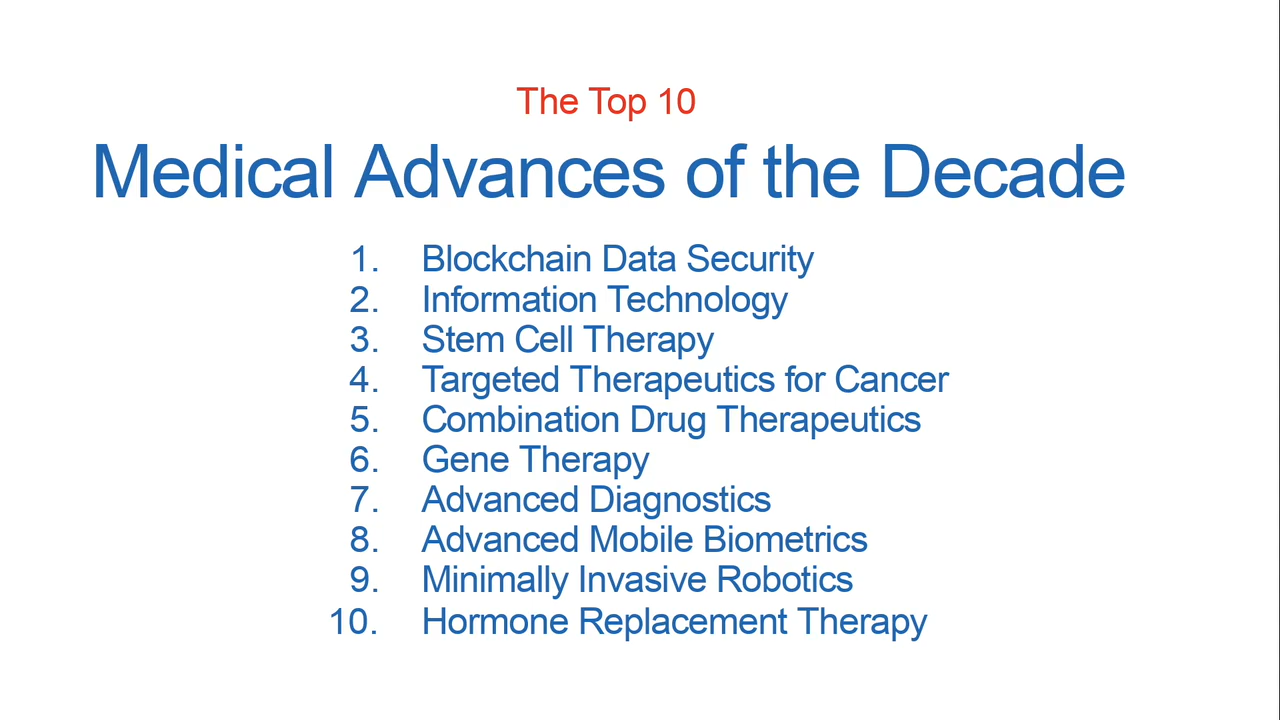 The Top 10
Medical Advances of the Decade
1. Blockchain Data Security
2. Information Technology
3. Stem Cell Therapy
4. Targeted Therapeutics for Cancer
5. Combination Drug Therapeutics
6. Gene Therapy
7. Advanced Diagnostics
8. Advanced Mobile Biometrics
9. Minimally Invasive Robotics
10. Hormone Replacement Therapy